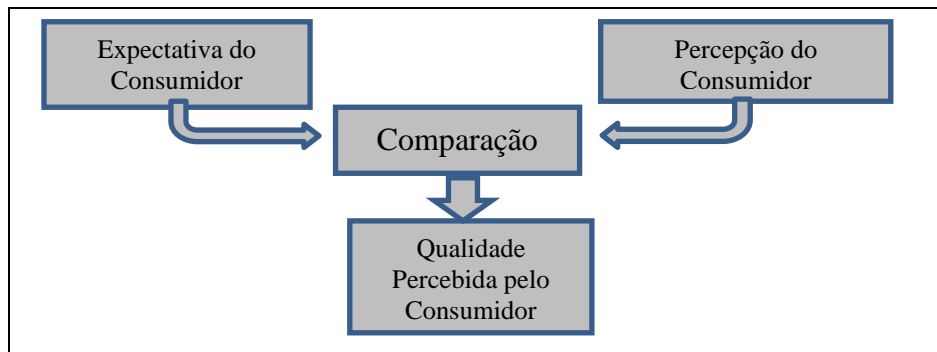 Expectativa do
Consumidor
Percepção do
Consumidor
Comparação
Qualidade
Percebida pelo
Consumidor